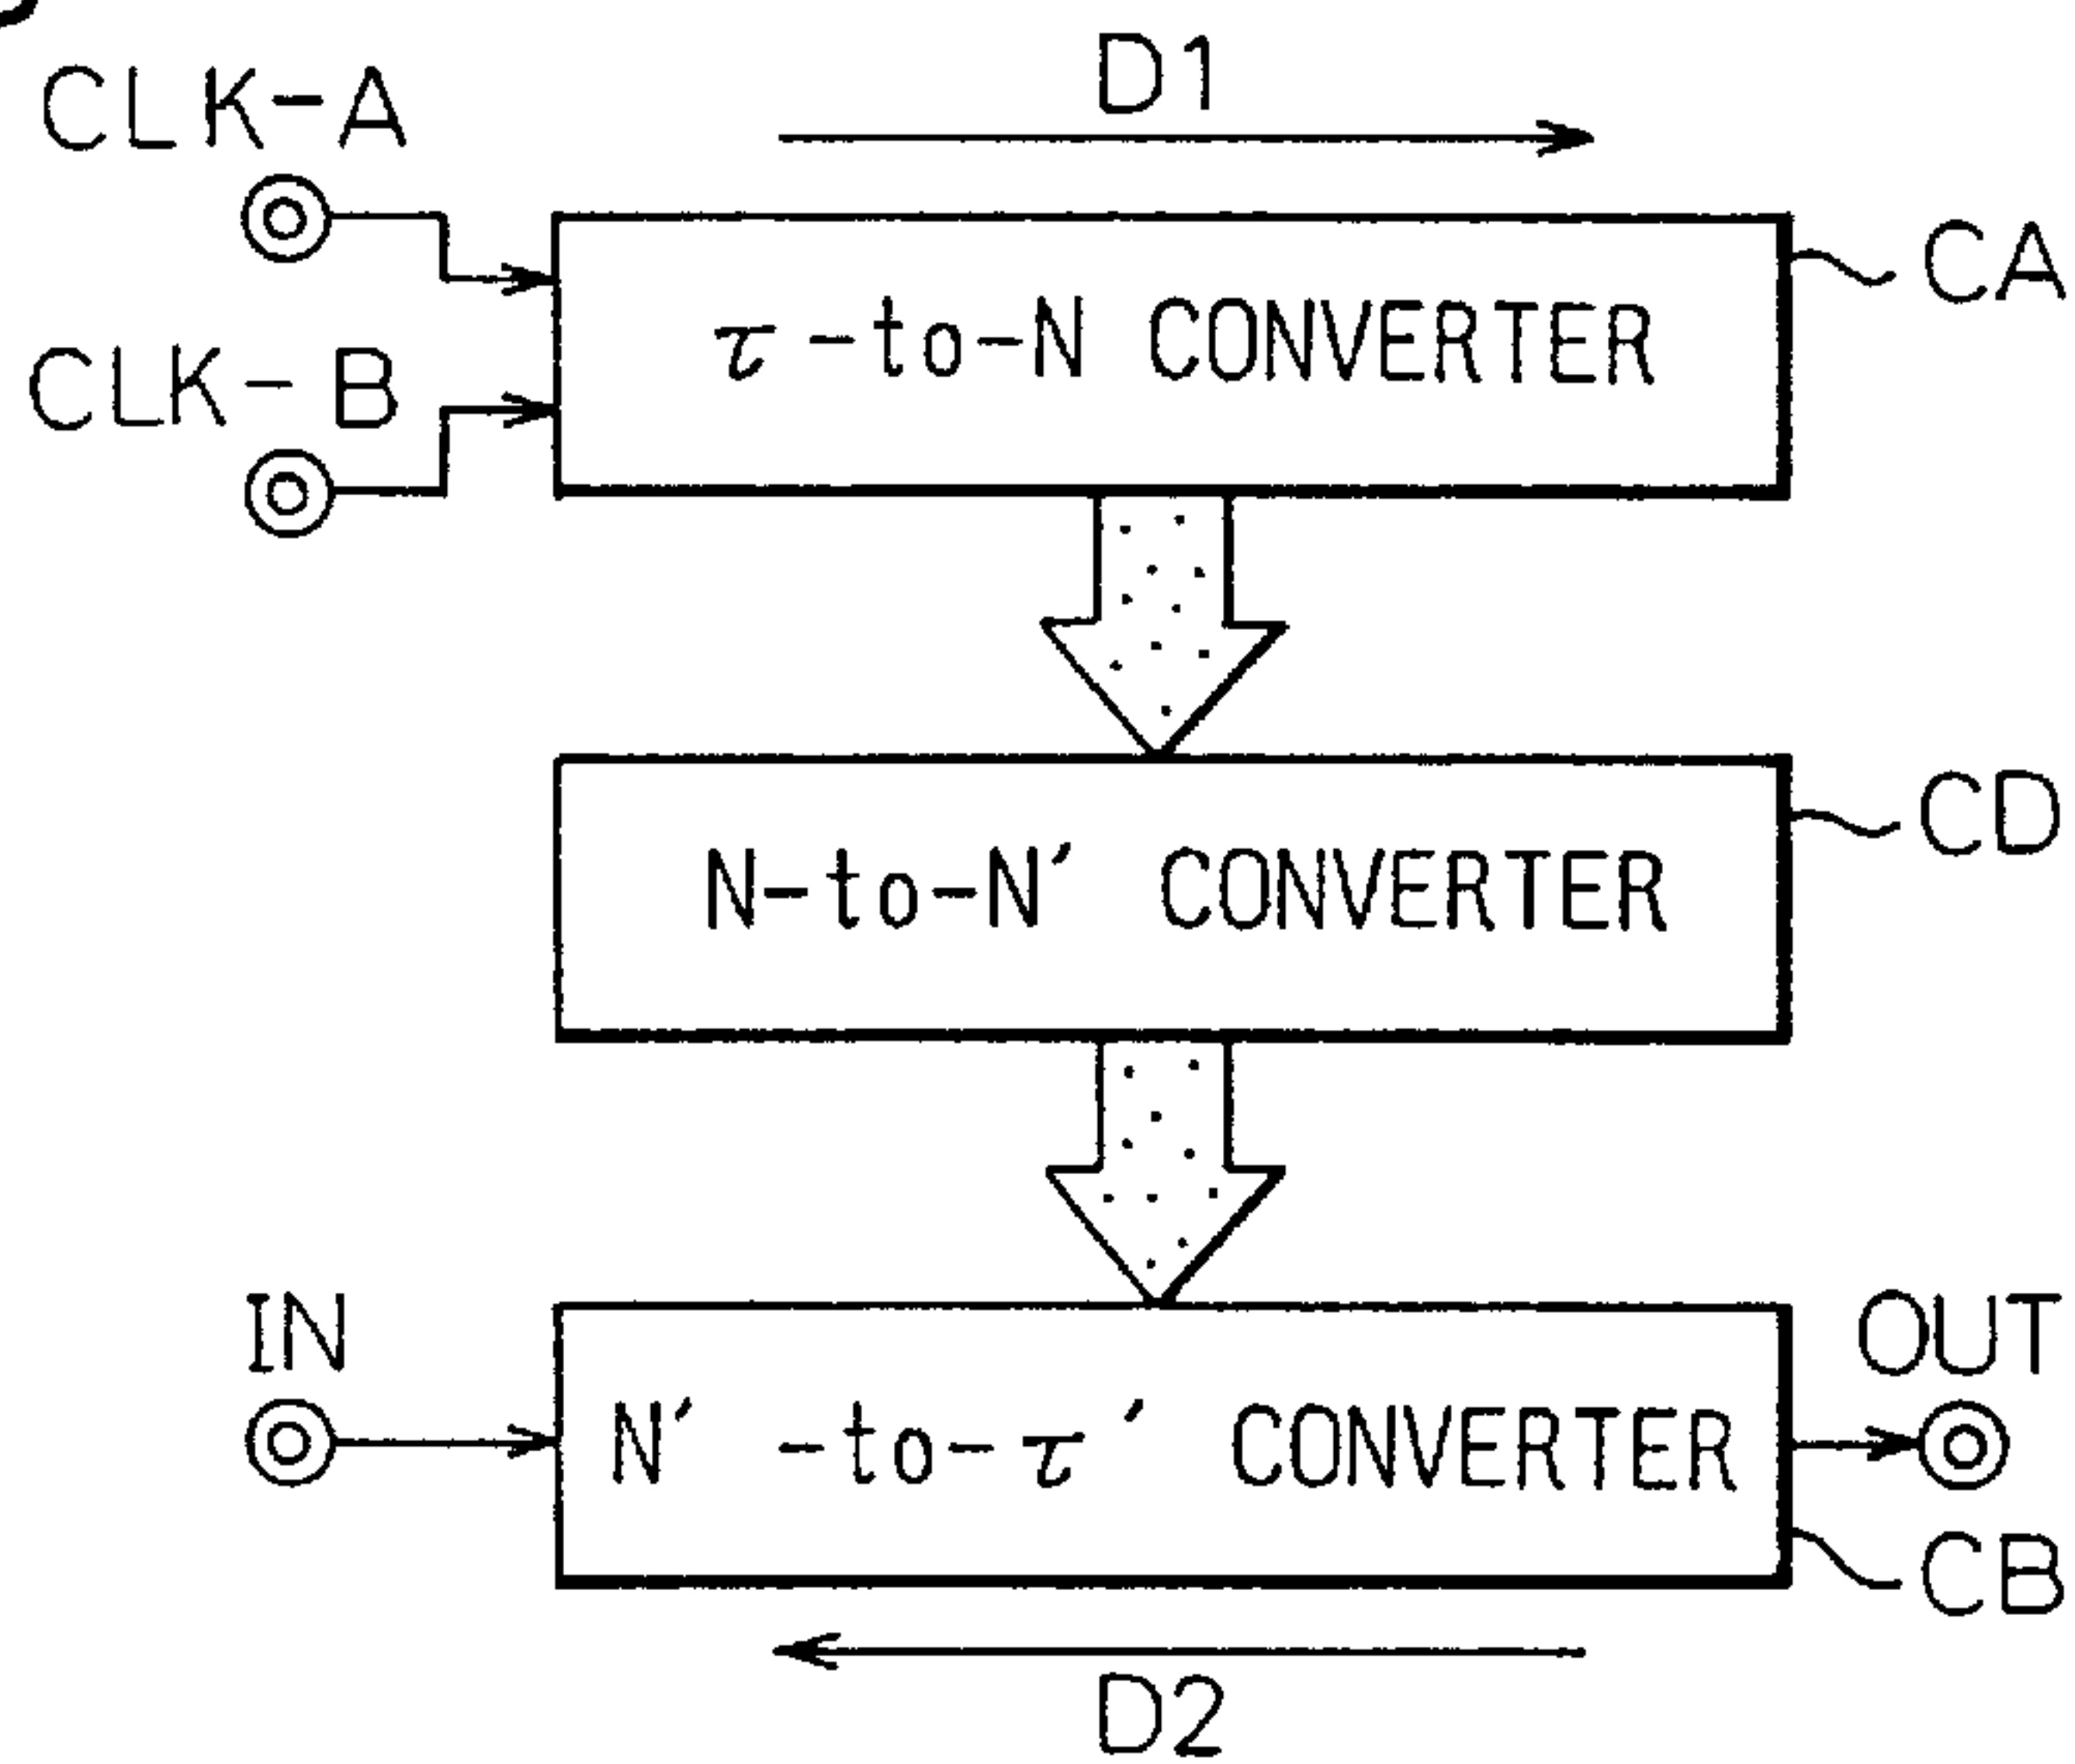 D1
CLK-A
CA
τ-to-N CONVERTER
CLK-B
CD
N-to-N′ CONVERTER
IN
OUT
N′ -to-τ′ CONVERTER
CB
D2